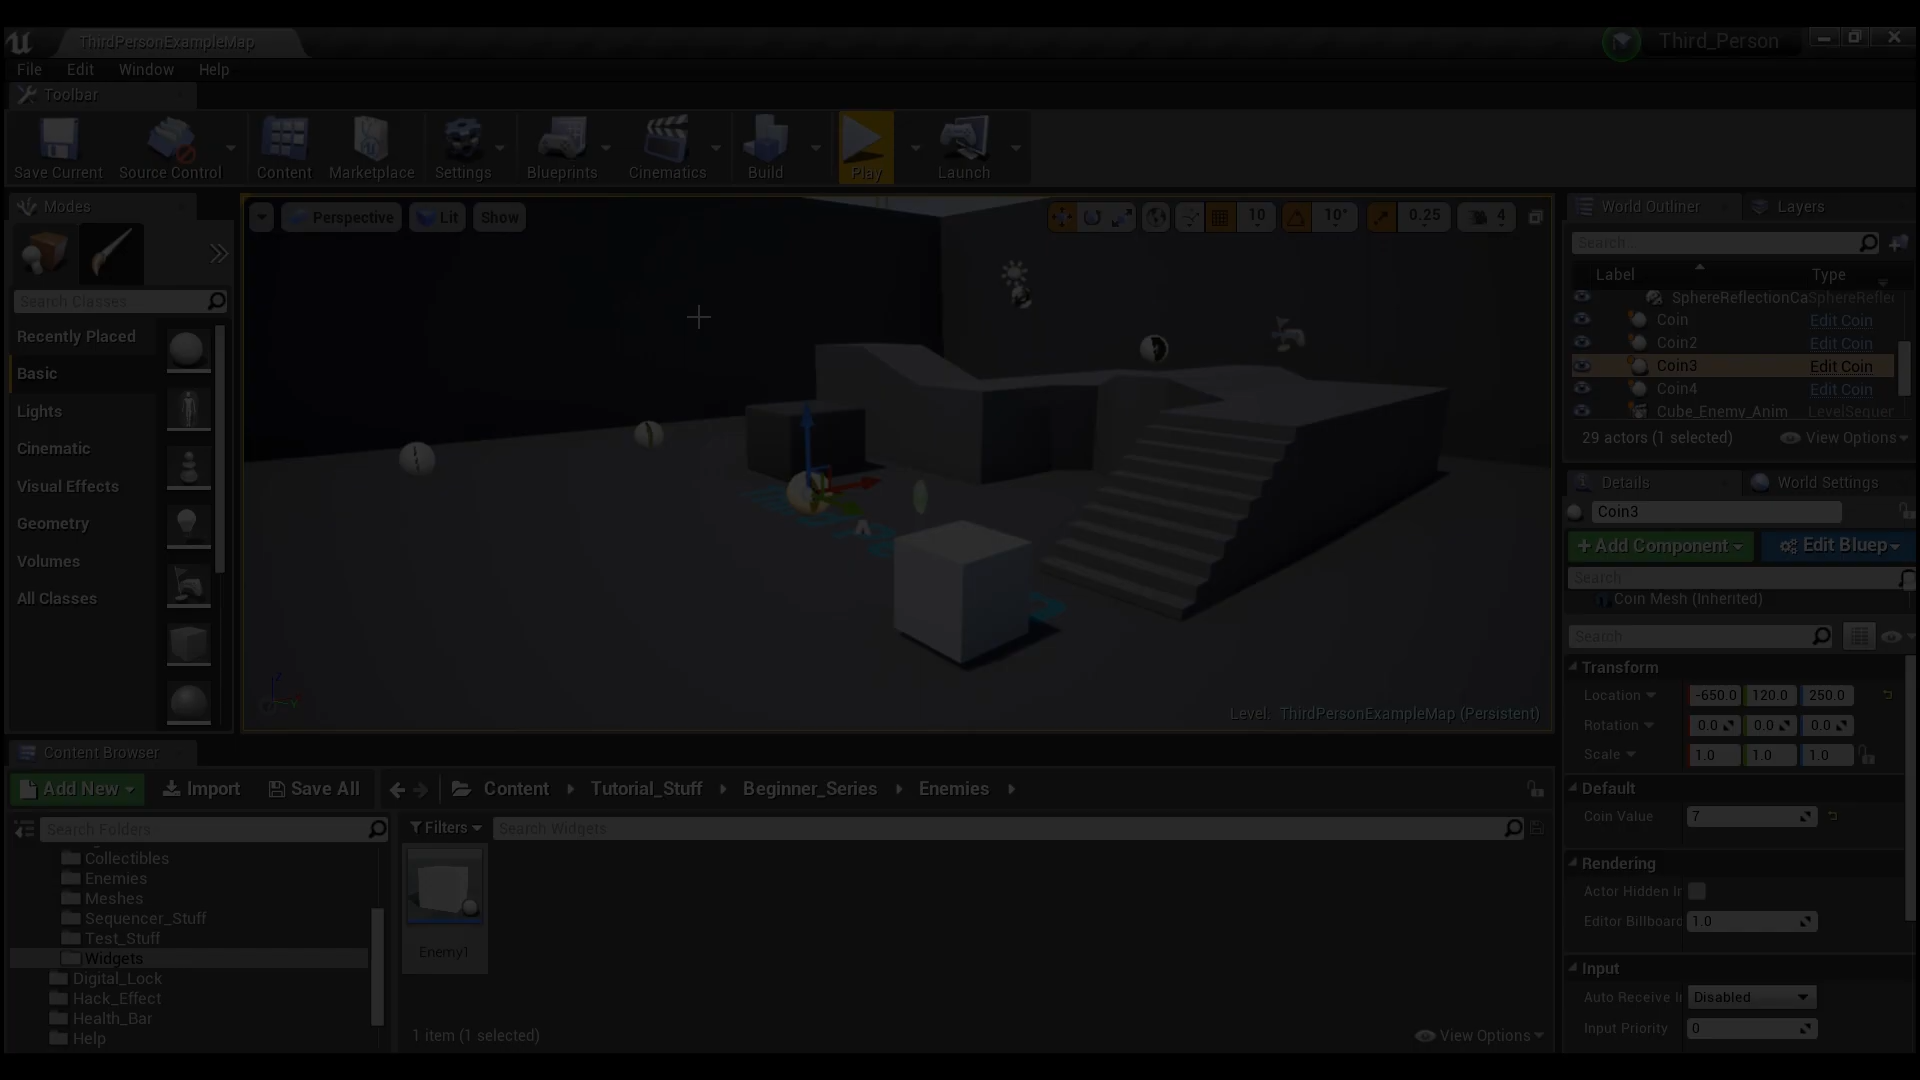 ThirdPersonExampleMap
Third_Person
File Edit Window Help
Toolbar
Save Current Source Control Content Marketplace Settings Blueprints Cinematics Build Play Launch
Modes
Search Classes
Recently Placed
Basic
Lights
Cinematic
Visual Effects
Geometry
Volumes
All Classes
Perspective Lit Show
10 10° 0.25 4
Level: ThirdPersonExampleMap (Persistent)
World Outliner Layers
Search...
Label Type
SphereReflectionCa SphereReflec
Coin Edit Coin
Coin2 Edit Coin
Coin3 Edit Coin
Coin4 Edit Coin
Cube_Enemy_Anim LevelSequen
29 actors (1 selected) View Options
Details World Settings
Coin3
+ Add Component Edit Bluep
Search
Coin Mesh (Inherited)
Search
Transform
Location -650.0 120.0 250.0
Rotation 0.0 0.0 0.0
Scale 1.0 1.0 1.0
Default
Coin Value 7
Rendering
Actor Hidden I
Editor Billboard 1.0
Input
Auto Receive I Disabled
Input Priority 0
Content Browser
Add New Import Save All Content Tutorial_Stuff Beginner_Series Enemies
Search Folders
Filters Search Widgets
Collectibles
Enemies
Meshes
Sequencer_Stuff
Test_Stuff
Widgets
Digital_Lock
Hack_Effect
Health_Bar
Help
Enemy1
1 item (1 selected) View Options